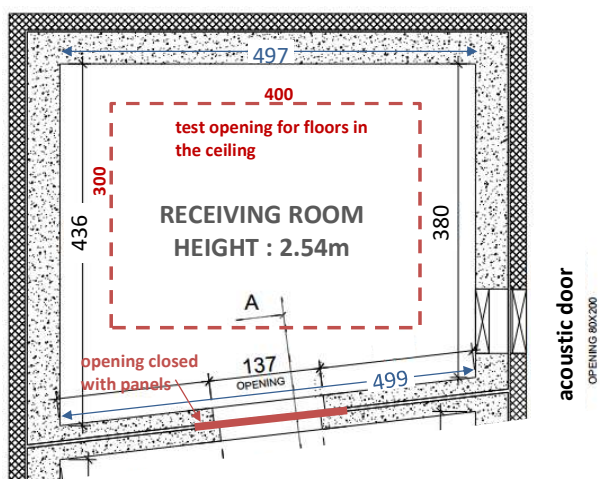 497
400
test opening for floors in
the ceiling
300
RECEIVING ROOM
HEIGHT : 2.54m
436
380
A
opening closed
with panels
137
OPENING
499
acoustic door
OPENING 80X200